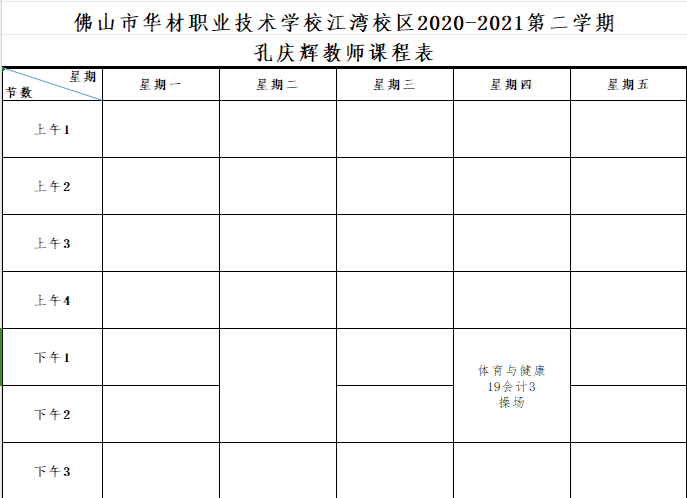 佛山市华材职业技术学校江湾校区2020-2021第二学期
孔庆辉教师课程表
星期
节数
星期一 星期二 星期三 星期四 星期五
上午1
上午2
上午3
上午4
下午1
体育与健康
19会计3
操场
下午2
下午3